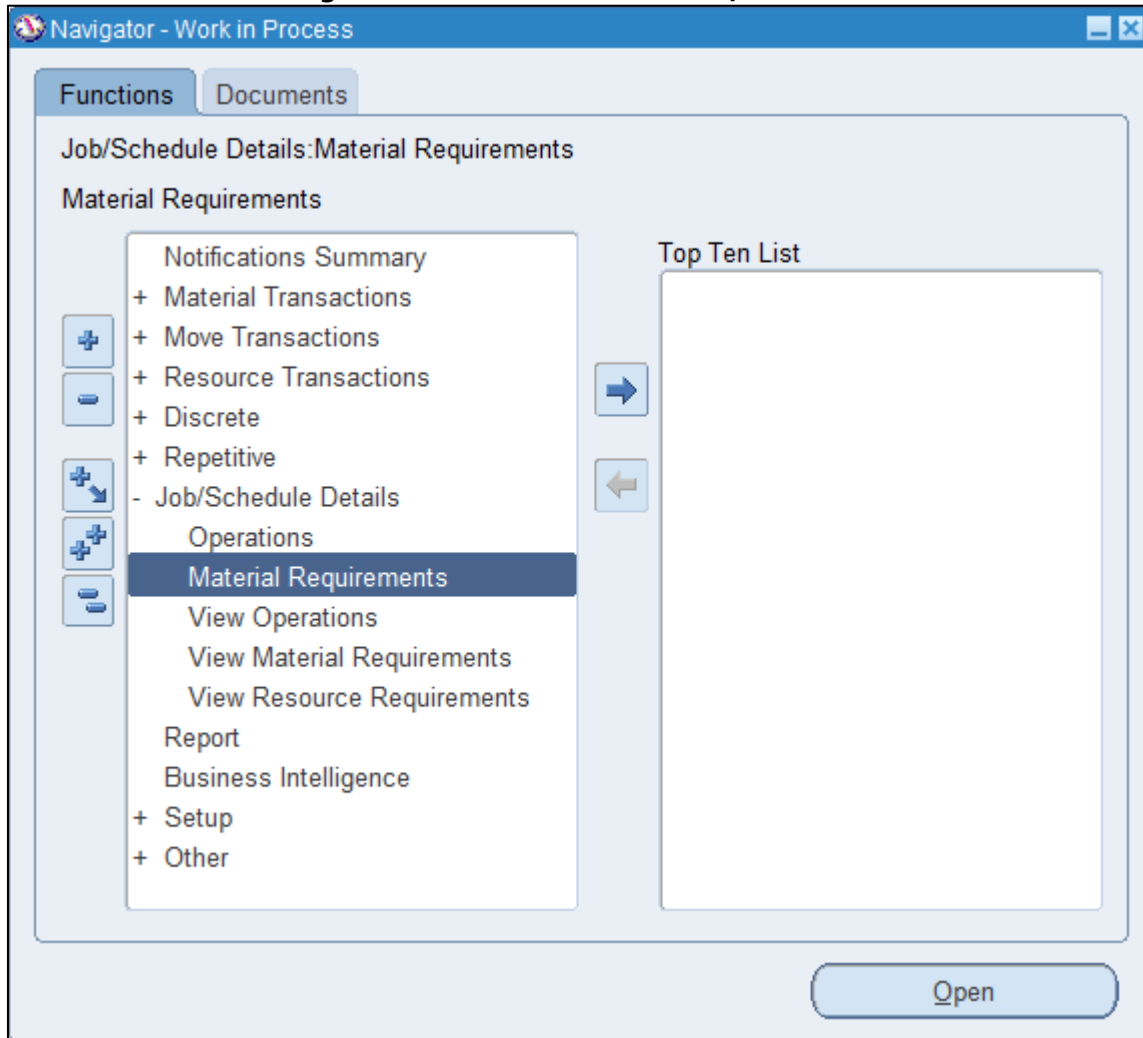 Navigator - Work in Process
Functions
Documents
Job/Schedule Details:Material Requirements
Material Requirements
Notifications Summary
+ Material Transactions
+ Move Transactions
+ Resource Transactions
+ Discrete
+ Repetitive
- Job/Schedule Details
Operations
Material Requirements
View Operations
View Material Requirements
View Resource Requirements
Report
Business Intelligence
+ Setup
+ Other
Top Ten List
Open